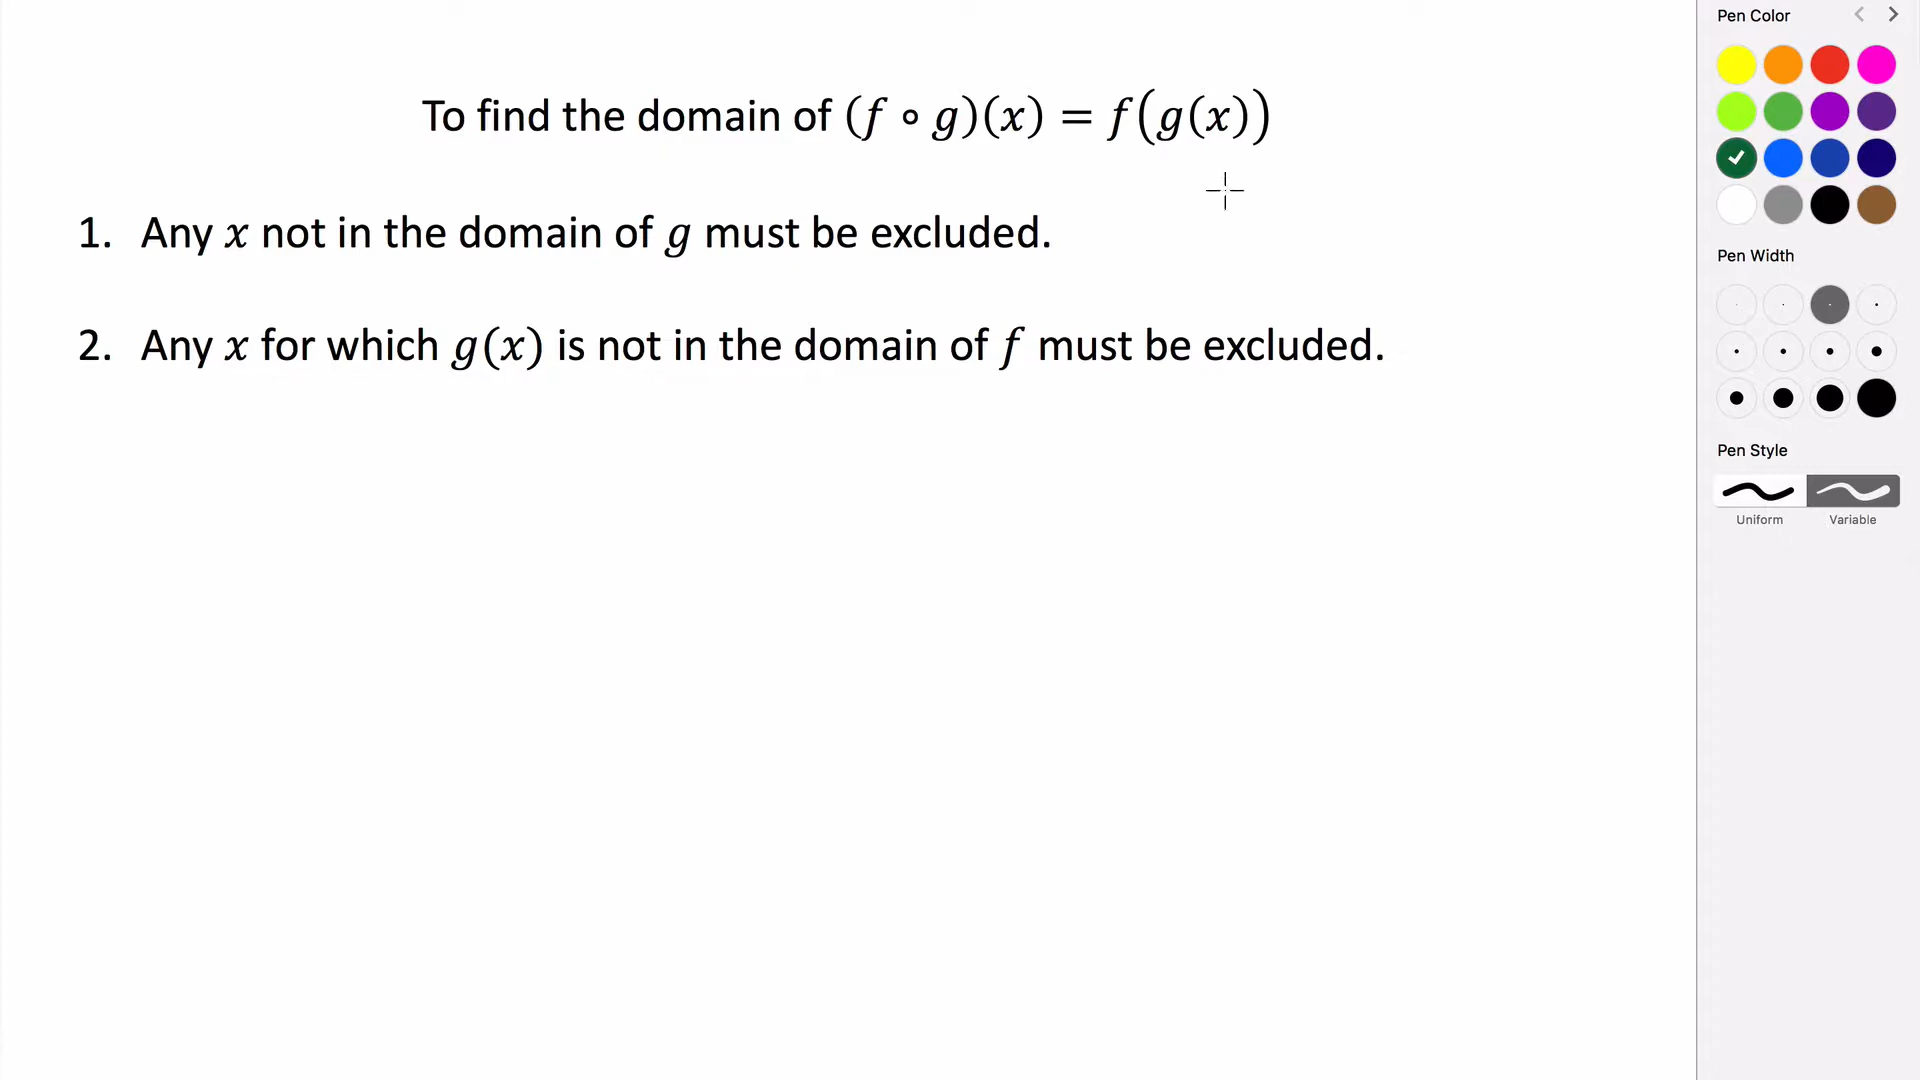 To find the domain of (f ∘ g)(x) = f(g(x))
1. Any x not in the domain of g must be excluded.
2. Any x for which g(x) is not in the domain of f must be excluded.
Pen Color
Pen Width
Pen Style
Uniform Variable